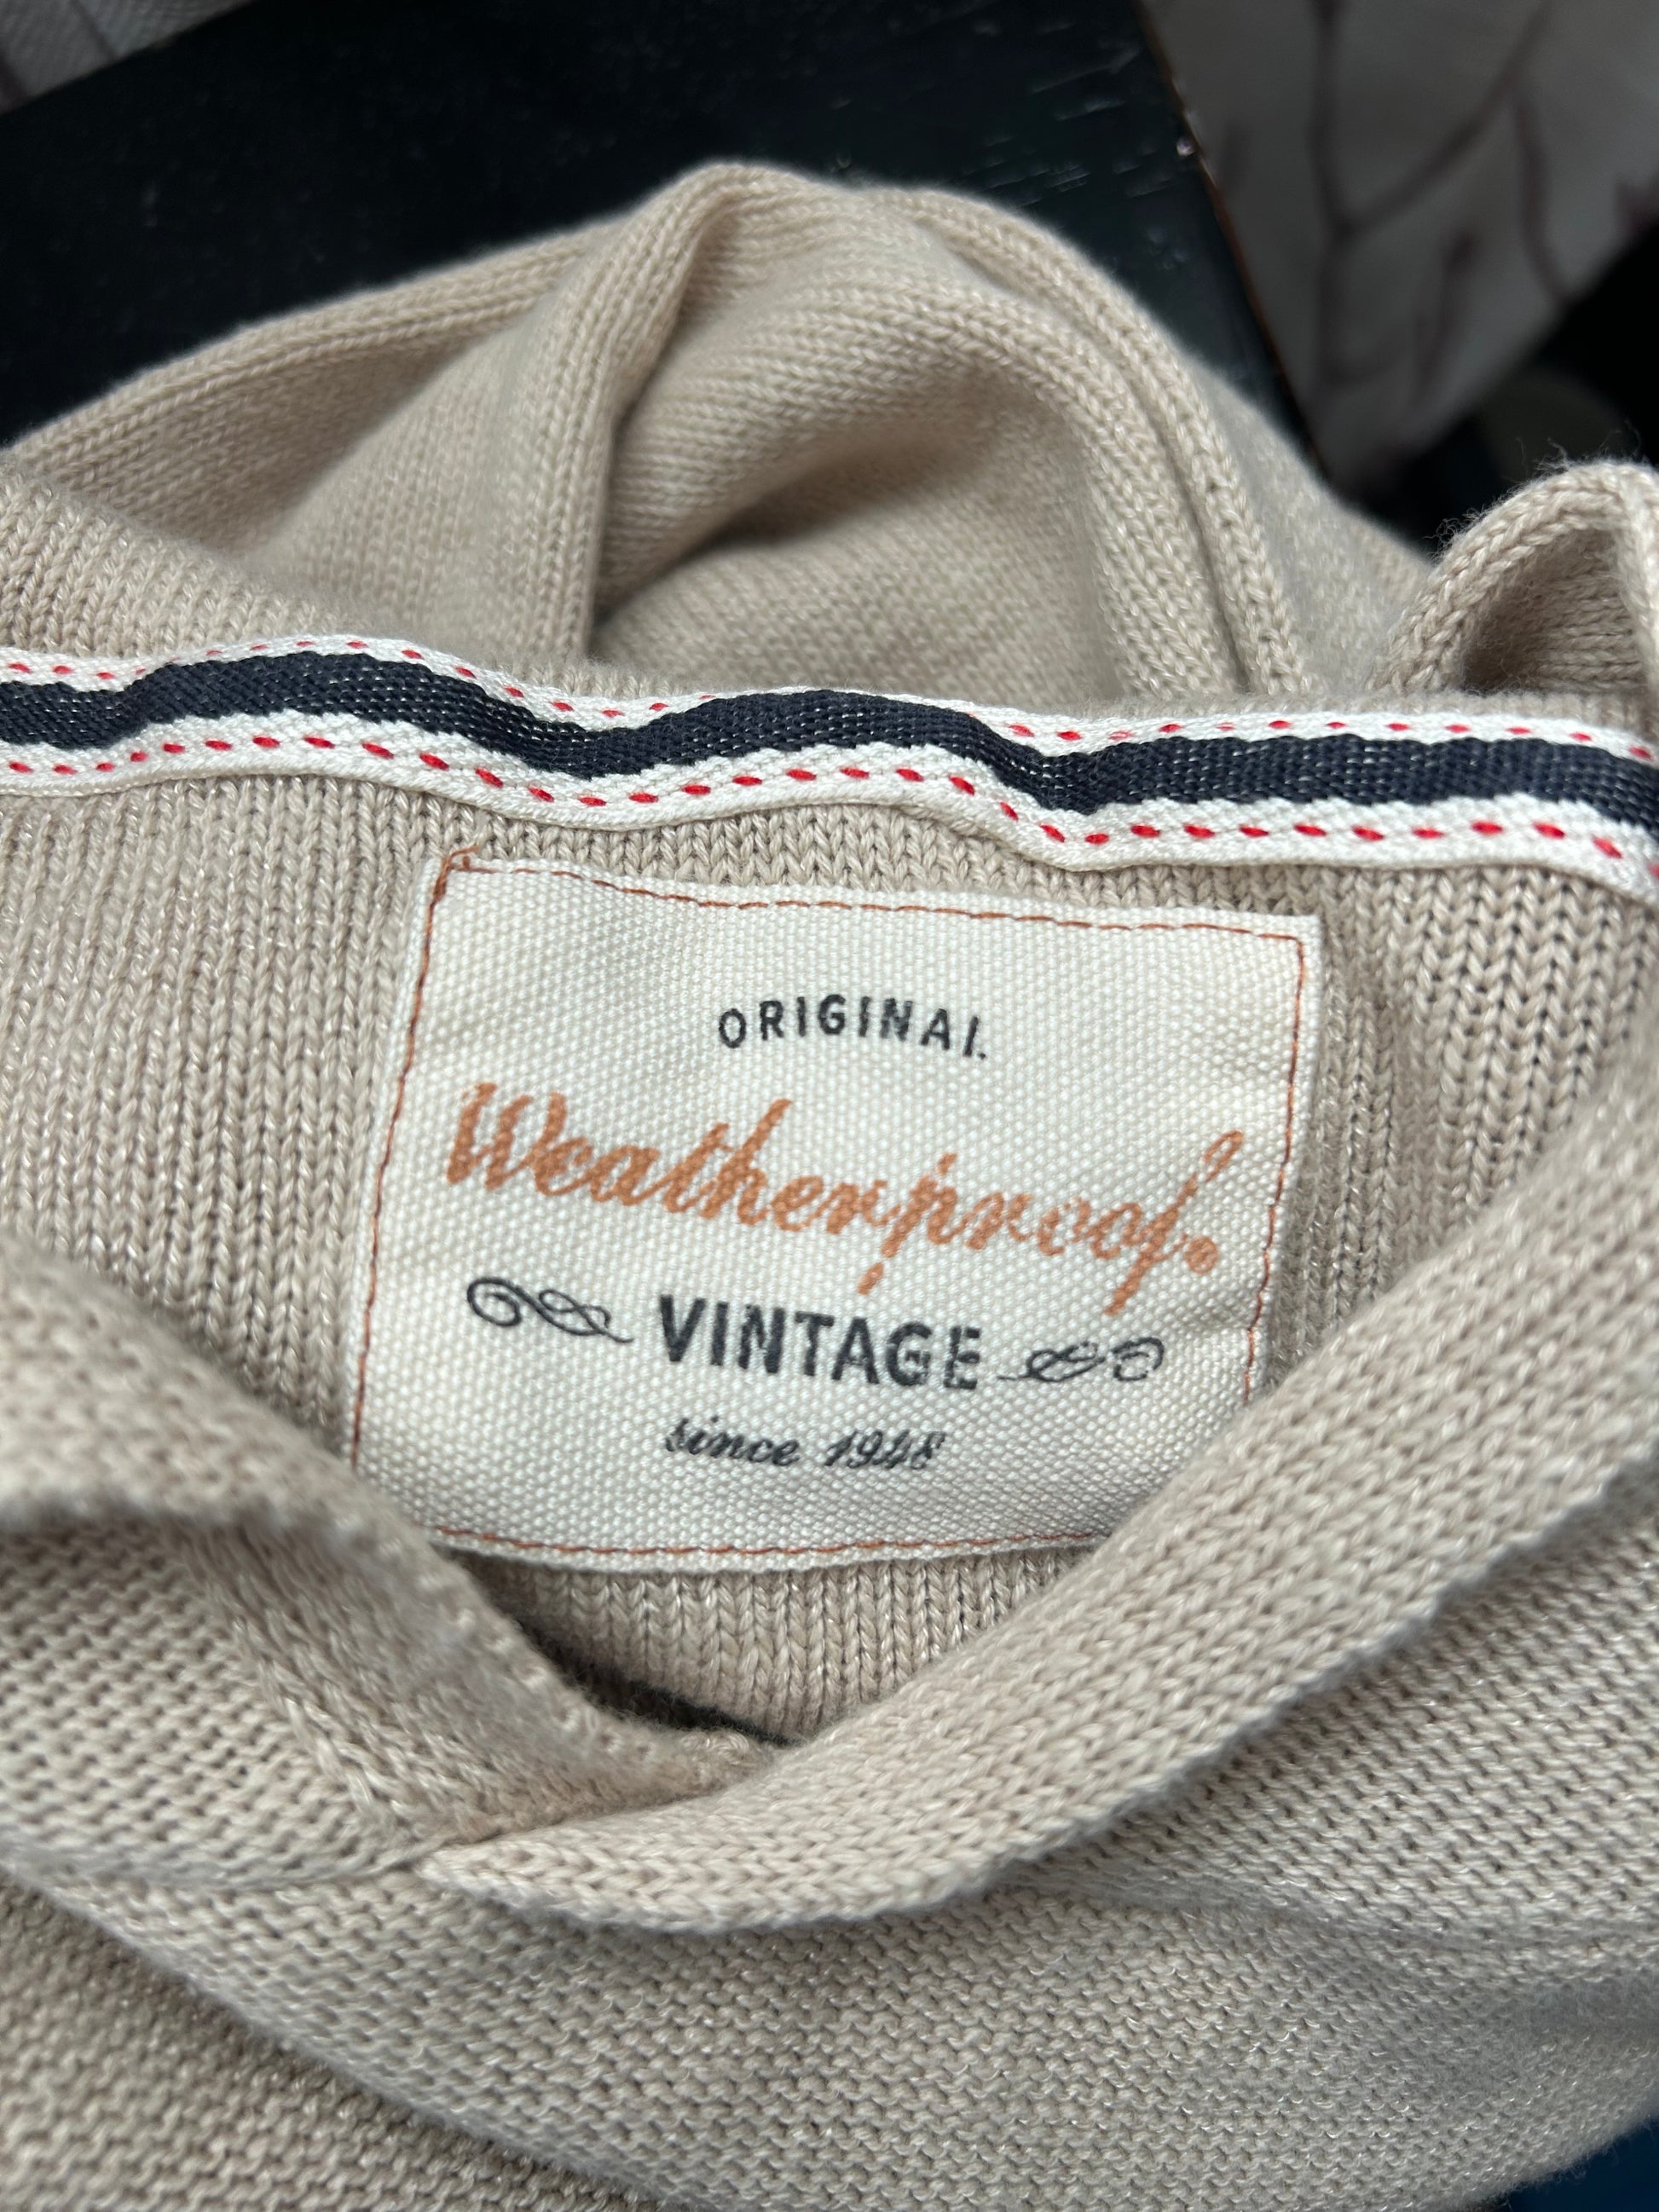 ORIGINAL
Weatherproof®
VINTAGE
since 1948